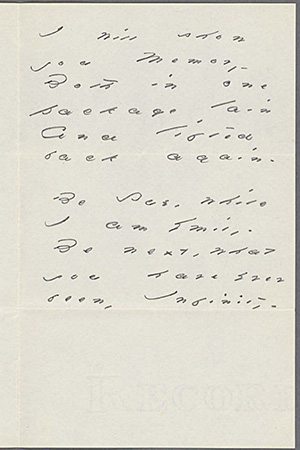 I will show
you Memory -
Both in one
package lain
And lifted
back again -
Be Sue, while
I am Emily -
Be next, what
you have ever
been, Infinity -